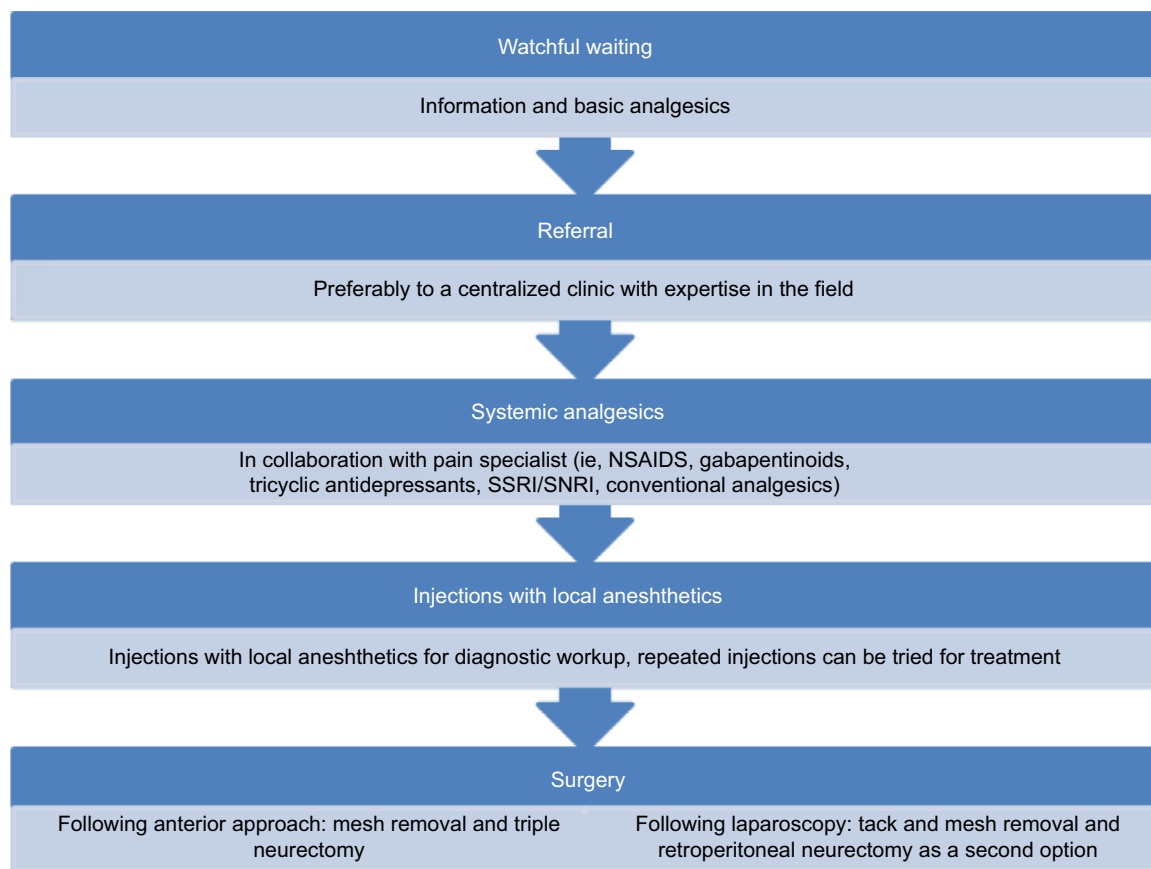 Watchful waiting
Information and basic analgesics
Referral
Preferably to a centralized clinic with expertise in the field
Systemic analgesics
In collaboration with pain specialist (ie, NSAIDS, gabapentinoids,
tricyclic antidepressants, SSRI/SNRI, conventional analgesics)
Injections with local aneshthetics
Injections with local aneshthetics for diagnostic workup, repeated injections can be tried for treatment
Surgery
Following anterior approach: mesh removal and triple
neurectomy
Following laparoscopy: tack and mesh removal and
retroperitoneal neurectomy as a second option